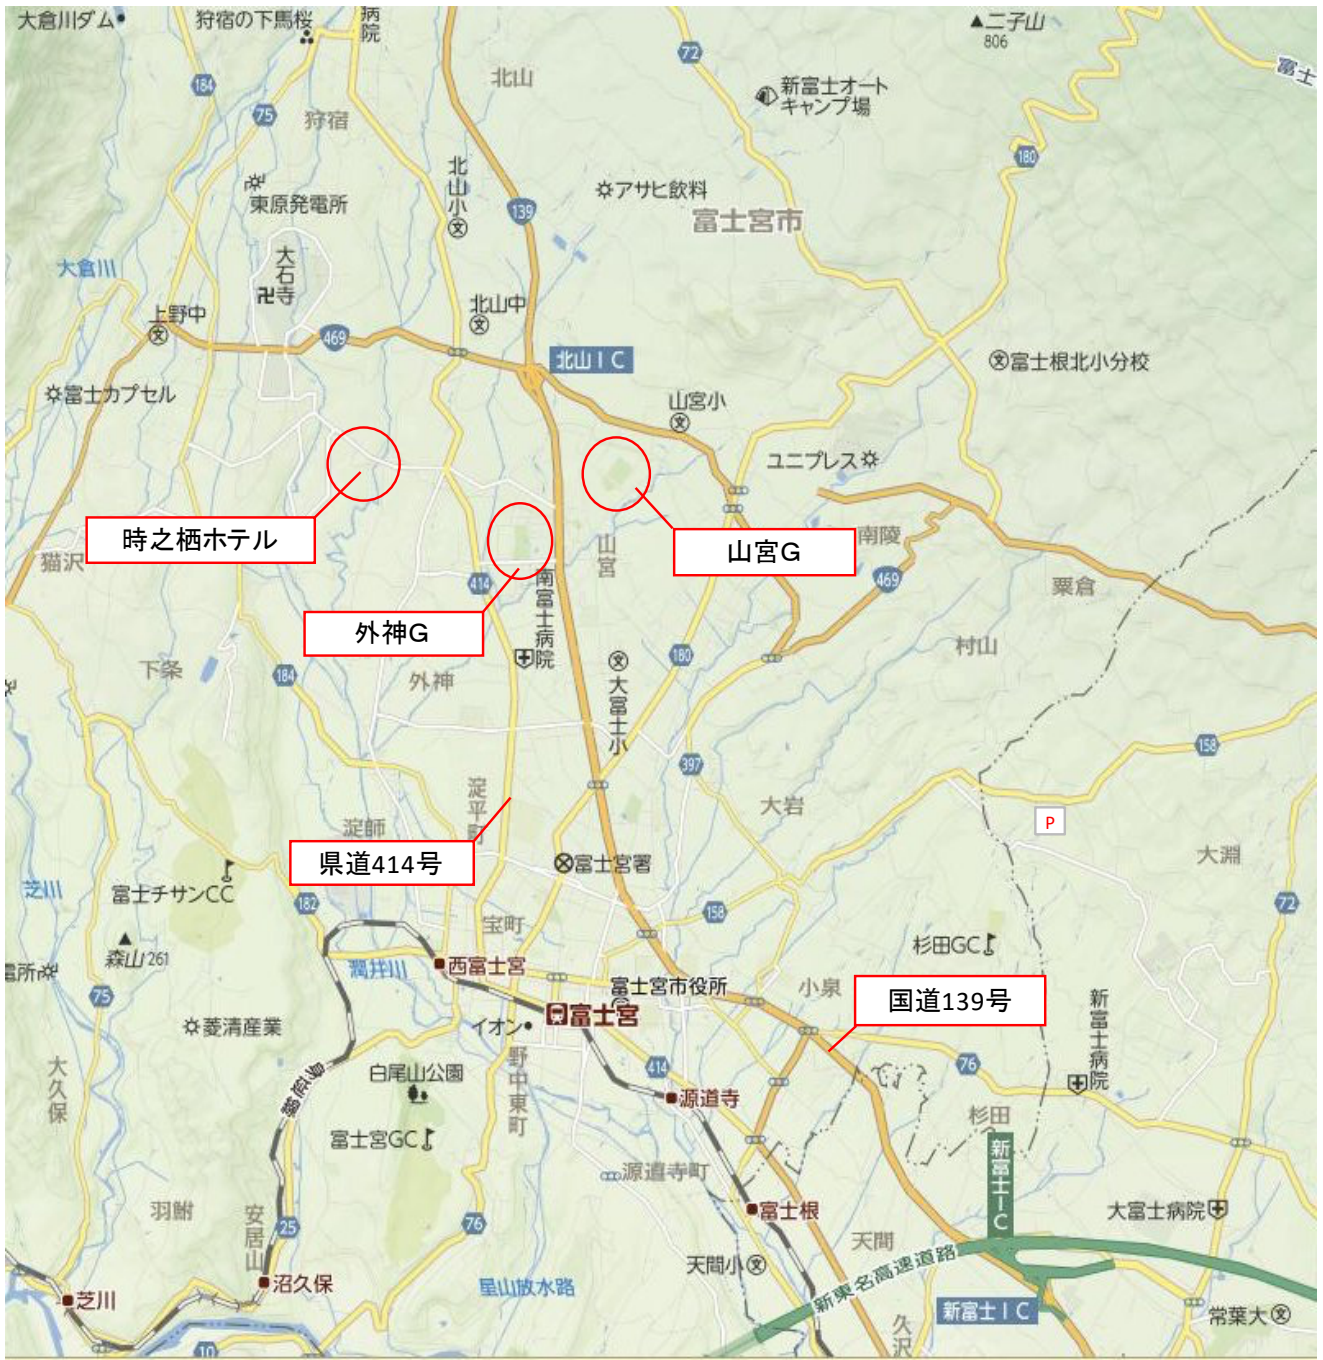 大倉川ダム
狩宿の下馬桜
病院
72
二子山
806
富士
184
75
狩宿
北山
新富士オート
キャンプ場
180
北山小
東原発電所
139
アサヒ飲料
富士宮市
大倉川
大石寺
上野中
北山中
469
北山IC
富士根北小分校
富士カプセル
山宮小
ユニプレス
時之栖ホテル
山宮G
南陵
猫沢
山宮
414
469
粟倉
南富士病院
外神G
下条
184
外神
180
大富士小
村山
158
397
淀平町
大岩
淀師
P
県道414号
富士宮署
大淵
芝川
富士チサンCC
182
宝町
158
72
森山261
電所
潤井川
西富士宮
杉田GC
富士宮市役所
小泉
国道139号
75
菱清産業
イオン
富士宮
新富士病院
大久保
身延線
白尾山公園
野中東町
414
源道寺
76
杉田
富士宮GC
源道寺町
新富士IC
羽鮒
安居山
25
76
富士根
大富士病院
天間
天間小
新東名高速道路
沼久保
芝川
星山放水路
新富士IC
常葉大
久沢
10